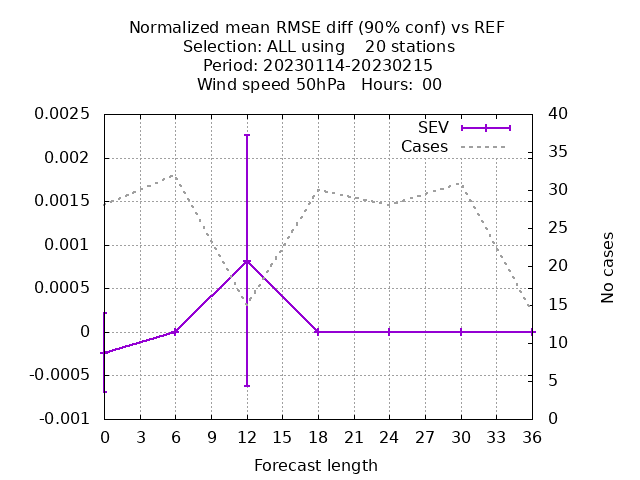 Normalized mean RMSE diff (90% conf) vs REF
Selection: ALL using    20 stations
Period: 20230114-20230215
Wind speed 50hPa   Hours:  00
0.0025
0.002
0.0015
0.001
0.0005
0
-0.0005
-0.001
SEV
Cases
40
35
30
25
20
15
10
5
0
No cases
0 3 6 9 12 15 18 21 24 27 30 33 36
Forecast length